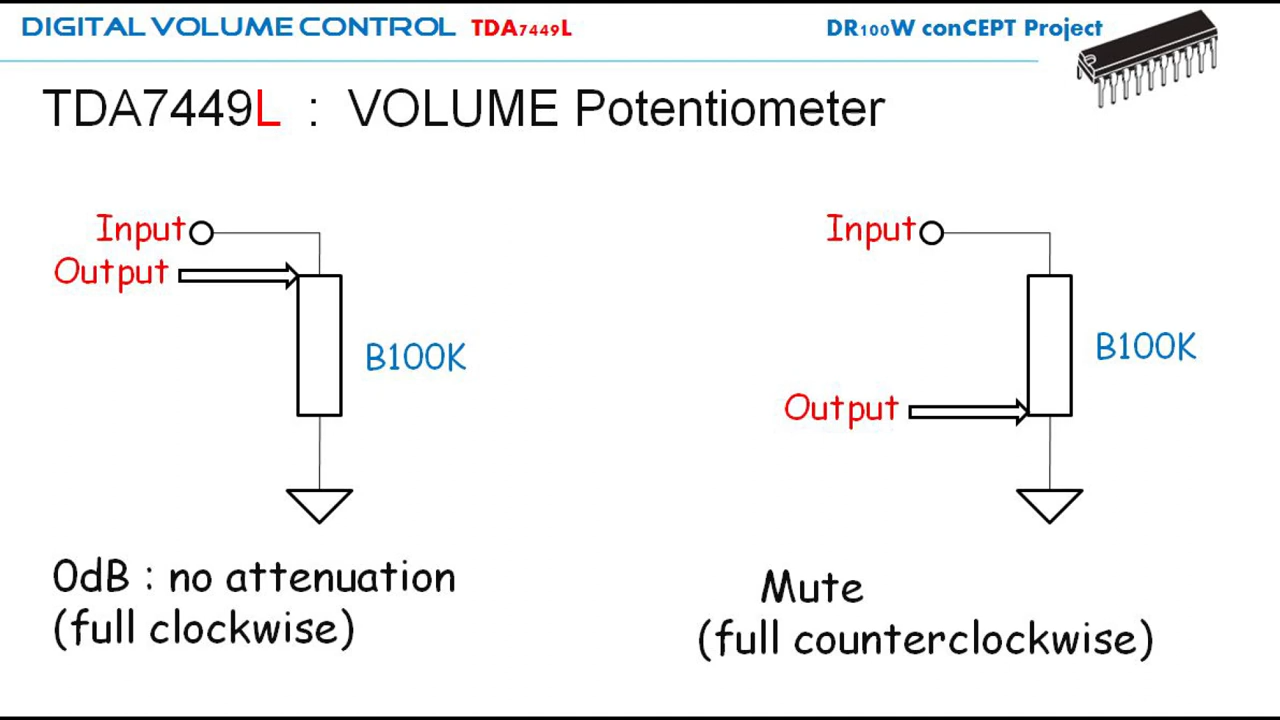 DIGITAL VOLUME CONTROL TDA7449L
DR100W conCEPT Project
TDA7449L : VOLUME Potentiometer
Input
Output
B100K
0dB : no attenuation
(full clockwise)
Input
B100K
Output
Mute
(full counterclockwise)